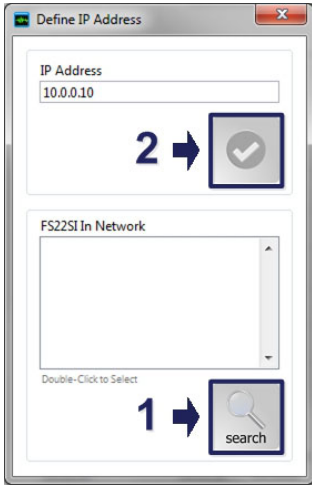 Define IP Address
x
IP Address
10.0.0.10
2
FS22SI In Network
Double-Click to Select
1
search